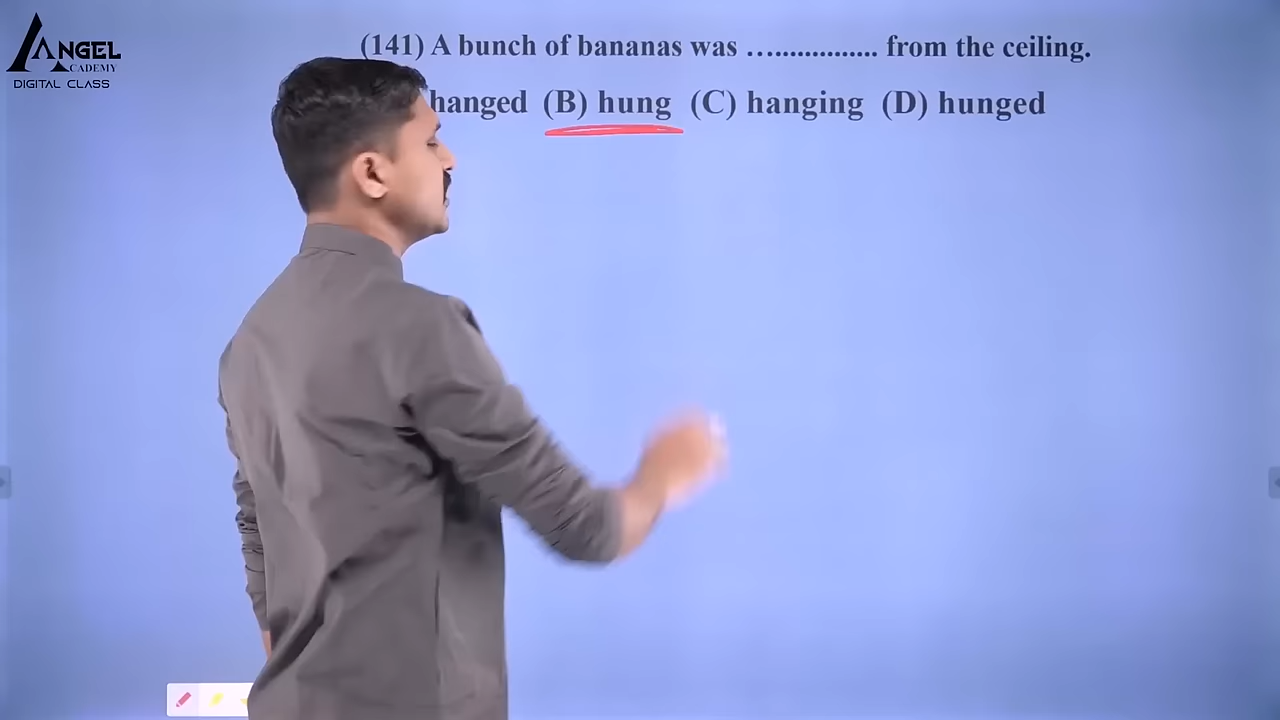 ANGEL
ACADEMY
DIGITAL CLASS
(141) A bunch of bananas was ................ from the ceiling.
hanged (B) hung (C) hanging (D) hunged